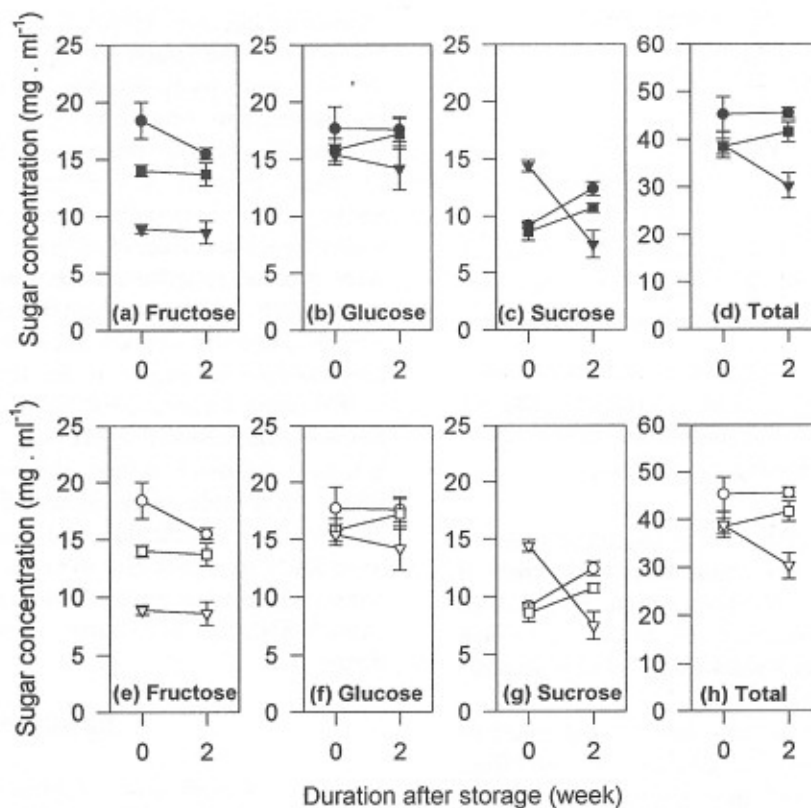 Sugar concentration (mg . ml-1)
25 25 25 60
20 20 20 50
15 15 15 40
10 10 10 30
5 5 5 20
10
0 0 0 0
(a) Fructose (b) Glucose (c) Sucrose (d) Total
0 2 0 2 0 2 0 2
Sugar concentration (mg . ml-1)
25 25 25 60
20 20 20 50
15 15 15 40
10 10 10 30
5 5 5 20
10
0 0 0 0
(e) Fructose (f) Glucose (g) Sucrose (h) Total
0 2 0 2 0 2 0 2
Duration after storage (week)